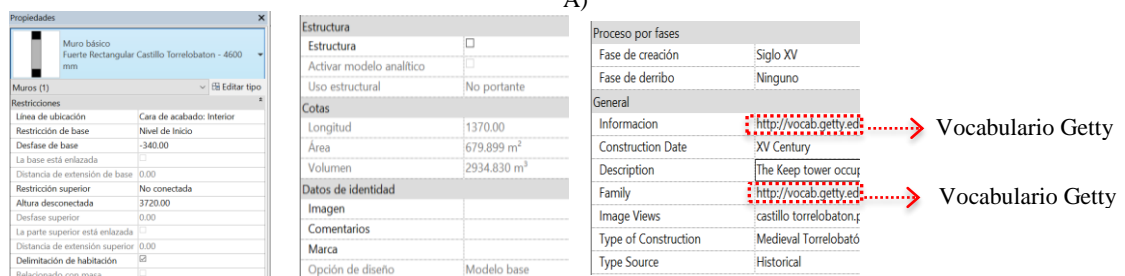 A)
Propiedades X
Muro básico
Fuerte Rectangular Castillo Torrelobaton - 4600
mm
Muros (1) Editar tipo
Restricciones
Línea de ubicación Cara de acabado: Interior
Restricción de base Nivel de Inicio
Desfase de base -340.00
La base está enlazada
Distancia de extensión de base 0.00
Restricción superior No conectada
Altura desconectada 3720.00
Desfase superior 0.00
La parte superior está enlazada
Distancia de extensión superior 0.00
Delimitación de habitación
Relacionado con masa
Estructura
Estructura
Activar modelo analítico
Uso estructural No portante
Cotas
Longitud 1370.00
Área 679.899 m²
Volumen 2934.830 m³
Datos de identidad
Imagen
Comentarios
Marca
Opción de diseño Modelo base
Proceso por fases
Fase de creación Siglo XV
Fase de derribo Ninguno
General
Informacion http://vocab.getty.ed
Construction Date XV Century
Description The Keep tower occup
Family http://vocab.getty.ed
Image Views castillo torrelobaton.p
Type of Construction Medieval Torrelobató
Type Source Historical
Vocabulario Getty
Vocabulario Getty